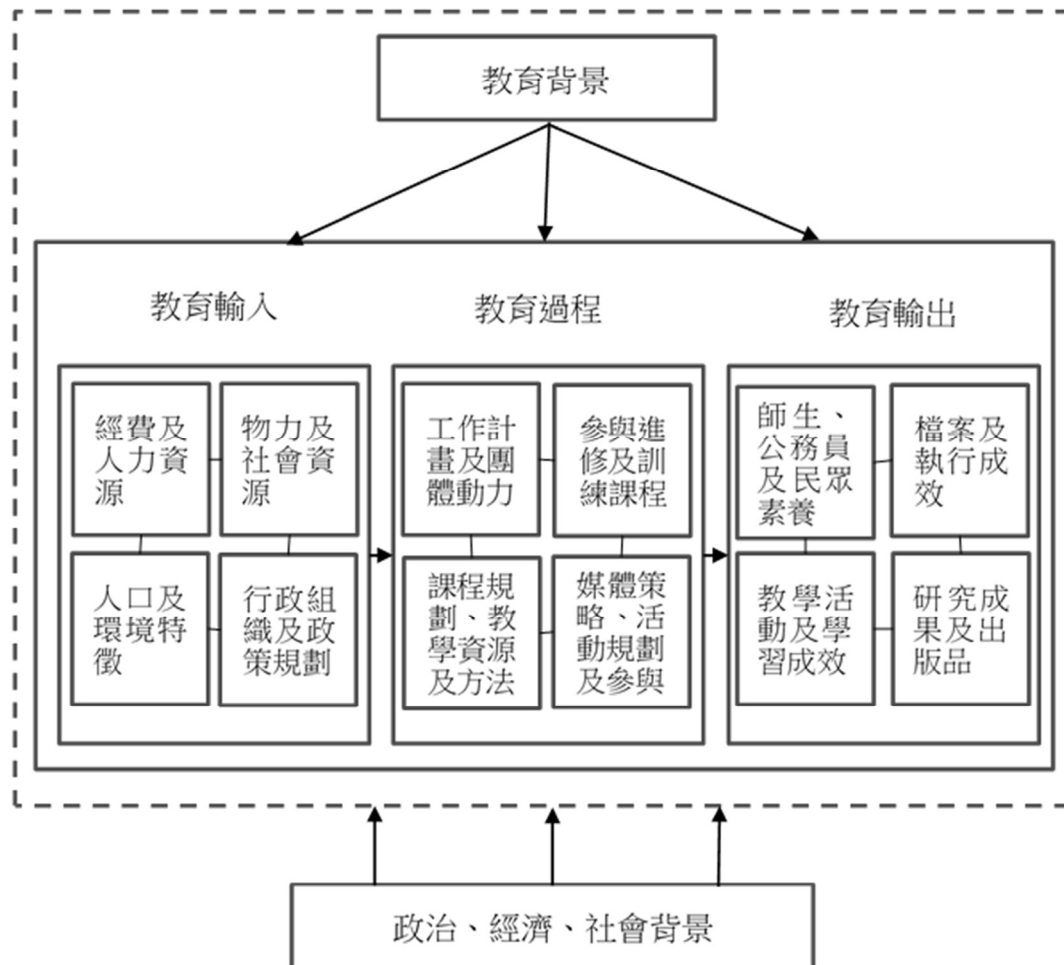 教育背景
教育輸入
教育過程
教育輸出
經費及
人力資
源
物力及
社會資
源
人口及
環境特
徵
行政組
織及政
策規劃
工作計
畫及團
體動力
參與進
修及訓
練課程
課程規
劃、教
學資源
及方法
媒體策
略、活
動規劃
及參與
師生、
公務員
及民眾
素養
檔案及
執行成
效
教學活
動及學
習成效
研究成
果及出
版品
政治、經濟、社會背景